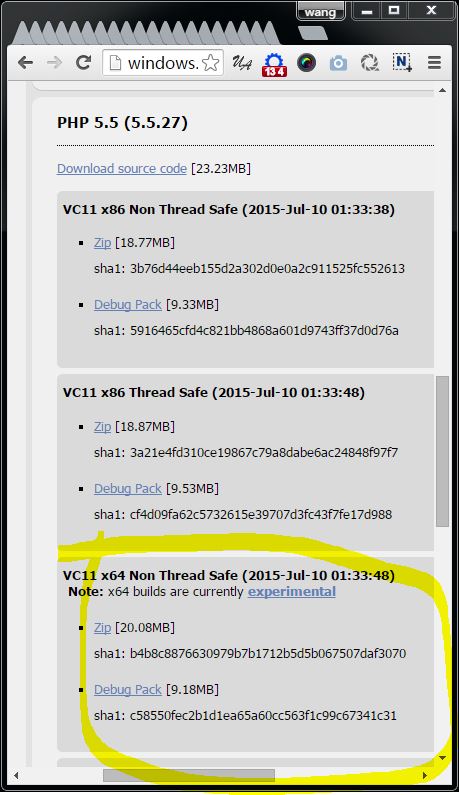 wang
windows.
UA
13 4
N
PHP 5.5 (5.5.27)
Download source code [23.23MB]
VC11 x86 Non Thread Safe (2015-Jul-10 01:33:38)
Zip [18.77MB]
sha1: 3b76d44eeb155d2a302d0e0a2c911525fc552613
Debug Pack [9.33MB]
sha1: 5916465cfd4c821bb4868a601d9743ff37d0d76a
VC11 x86 Thread Safe (2015-Jul-10 01:33:48)
Zip [18.87MB]
sha1: 3a21e4fd310ce19867c79a8dabe6ac24848f97f7
Debug Pack [9.53MB]
sha1: cf4d09fa62c5732615e39707d3fc43f7fe17d988
VC11 x64 Non Thread Safe (2015-Jul-10 01:33:48)
Note: x64 builds are currently experimental
Zip [20.08MB]
sha1: b4b8c8876630979b7b1712b5d5b067507daf3070
Debug Pack [9.18MB]
sha1: c58550fec2b1d1ea65a60cc563f1c99c67341c31